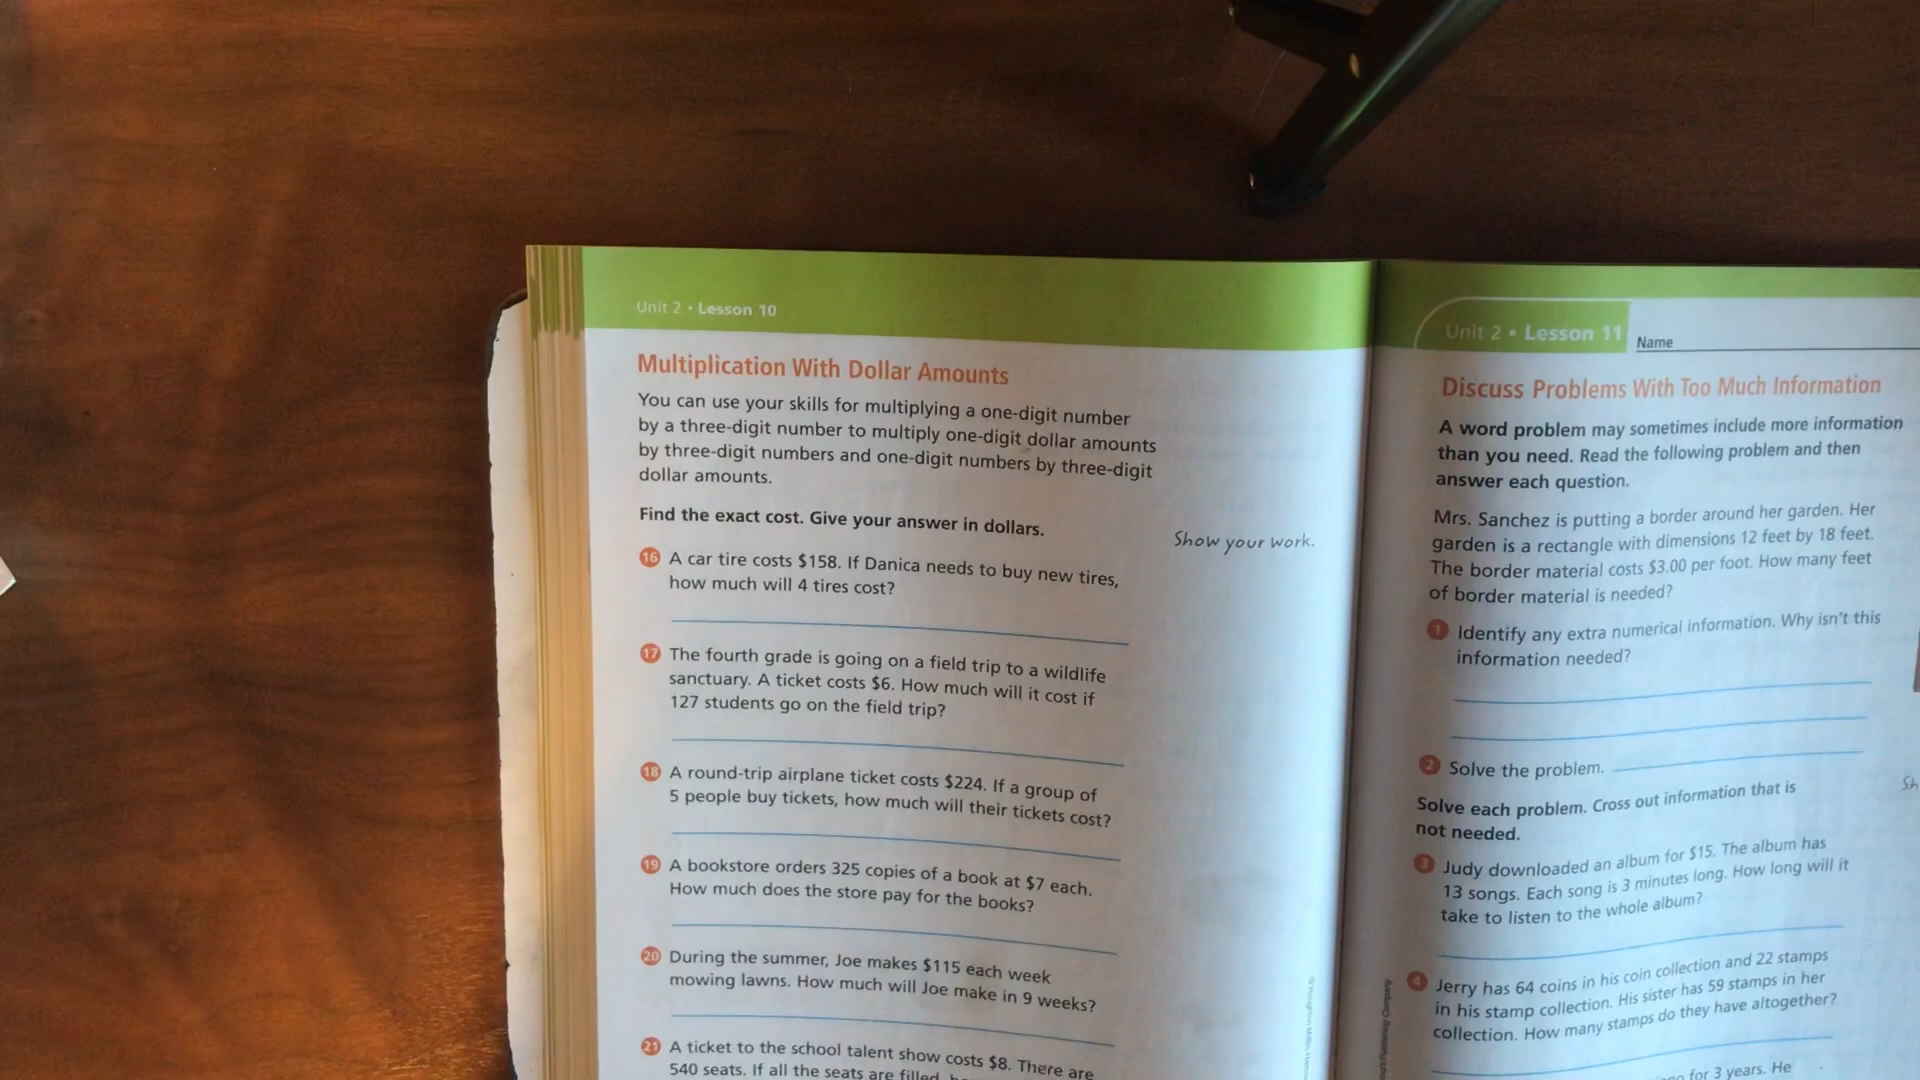 Unit 2 • Lesson 10
Multiplication With Dollar Amounts
You can use your skills for multiplying a one-digit number
by a three-digit number to multiply one-digit dollar amounts
by three-digit numbers and one-digit numbers by three-digit
dollar amounts.
Find the exact cost. Give your answer in dollars.
Show your work.
16 A car tire costs $158. If Danica needs to buy new tires,
how much will 4 tires cost?
17 The fourth grade is going on a field trip to a wildlife
sanctuary. A ticket costs $6. How much will it cost if
127 students go on the field trip?
18 A round-trip airplane ticket costs $224. If a group of
5 people buy tickets, how much will their tickets cost?
19 A bookstore orders 325 copies of a book at $7 each.
How much does the store pay for the books?
20 During the summer, Joe makes $115 each week
mowing lawns. How much will Joe make in 9 weeks?
21 A ticket to the school talent show costs $8. There are
540 seats. If all the seats are filled,
Unit 2 • Lesson 11
Name
Discuss Problems With Too Much Information
A word problem may sometimes include more information
than you need. Read the following problem and then
answer each question.
Mrs. Sanchez is putting a border around her garden. Her
garden is a rectangle with dimensions 12 feet by 18 feet.
The border material costs $3.00 per foot. How many feet
of border material is needed?
1 Identify any extra numerical information. Why isn't this
information needed?
2 Solve the problem.
Solve each problem. Cross out information that is
not needed.
3 Judy downloaded an album for $15. The album has
13 songs. Each song is 3 minutes long. How long will it
take to listen to the whole album?
4 Jerry has 64 coins in his coin collection and 22 stamps
in his stamp collection. His sister has 59 stamps in her
collection. How many stamps do they have altogether?
for 3 years. He